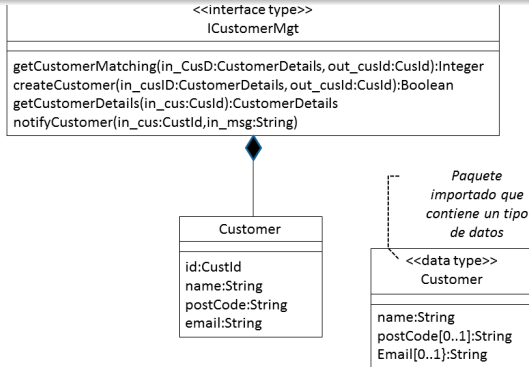 <<interface type>>
ICustomerMgt
getCustomerMatching(in_CusD:CustomerDetails, out_cusId:CusId):Integer
createCustomer(in_cusID:CustomerDetails, out_cusId:CusId):Boolean
getCustomerDetails(in_cus:CusId):CustomerDetails
notifyCustomer(in_cus:CustId,in_msg:String)
Customer
id:CustId
name:String
postCode:String
email:String
Paquete
importado que
contiene un tipo
de datos
<<data type>>
Customer
name:String
postCode[0..1]:String
Email[0..1}:String